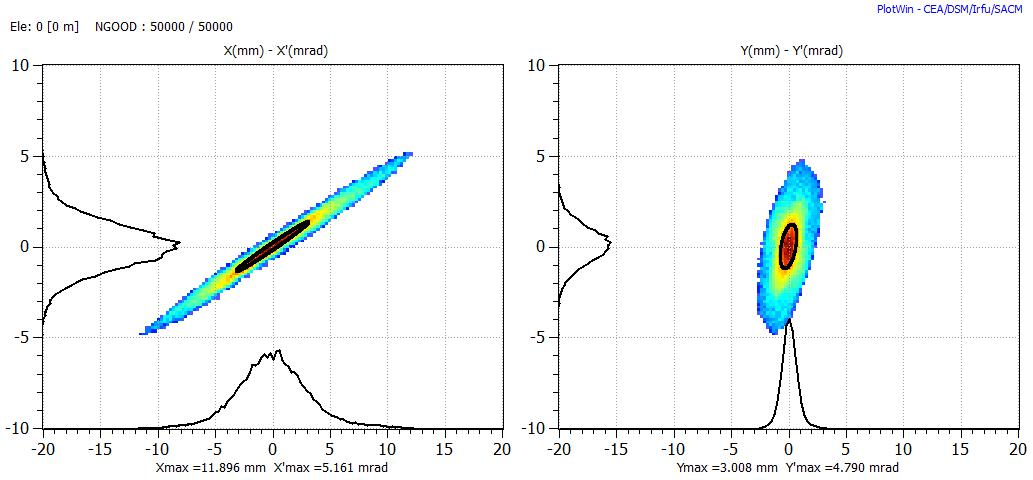 PlotWin - CEA/DSM/Irfu/SACM
Ele: 0 [0 m] NGOOD : 50000 / 50000
X(mm) - X'(mrad)
Y(mm) - Y'(mrad)
10
5
0
-5
-10
-20 -15 -10 -5 0 5 10 15 20
Xmax =11.896 mm X'max =5.161 mrad
10
5
0
-5
-10
-20 -15 -10 -5 0 5 10 15 20
Ymax =3.008 mm Y'max =4.790 mrad